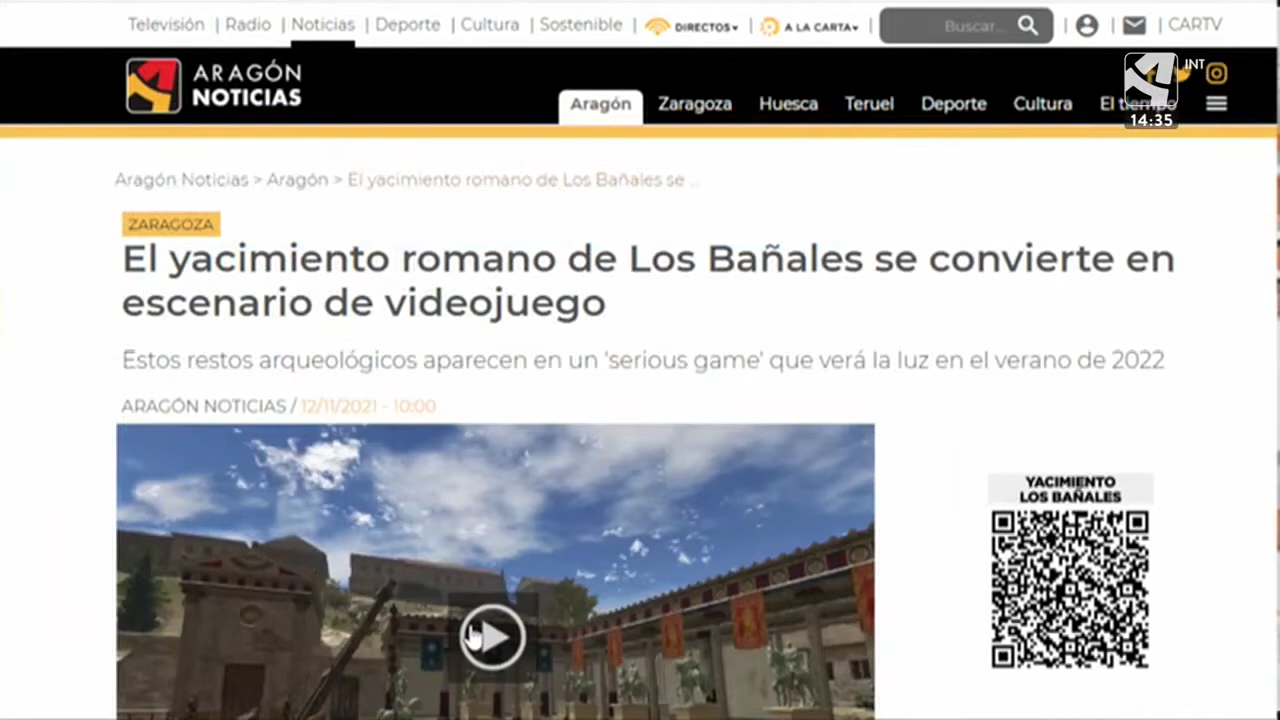 Televisión | Radio | Noticias | Deporte | Cultura | Sostenible | DIRECTOS | A LA CARTA | Buscar... | | | CARTV
ARAGÓN
NOTICIAS
INT
Aragón Zaragoza Huesca Teruel Deporte Cultura El tiempo
14:35
Aragón Noticias > Aragón > El yacimiento romano de Los Bañales se ...
ZARAGOZA
El yacimiento romano de Los Bañales se convierte en
escenario de videojuego
Estos restos arqueológicos aparecen en un 'serious game' que verá la luz en el verano de 2022
ARAGÓN NOTICIAS / 12/11/2021 - 10:00
YACIMIENTO
LOS BAÑALES